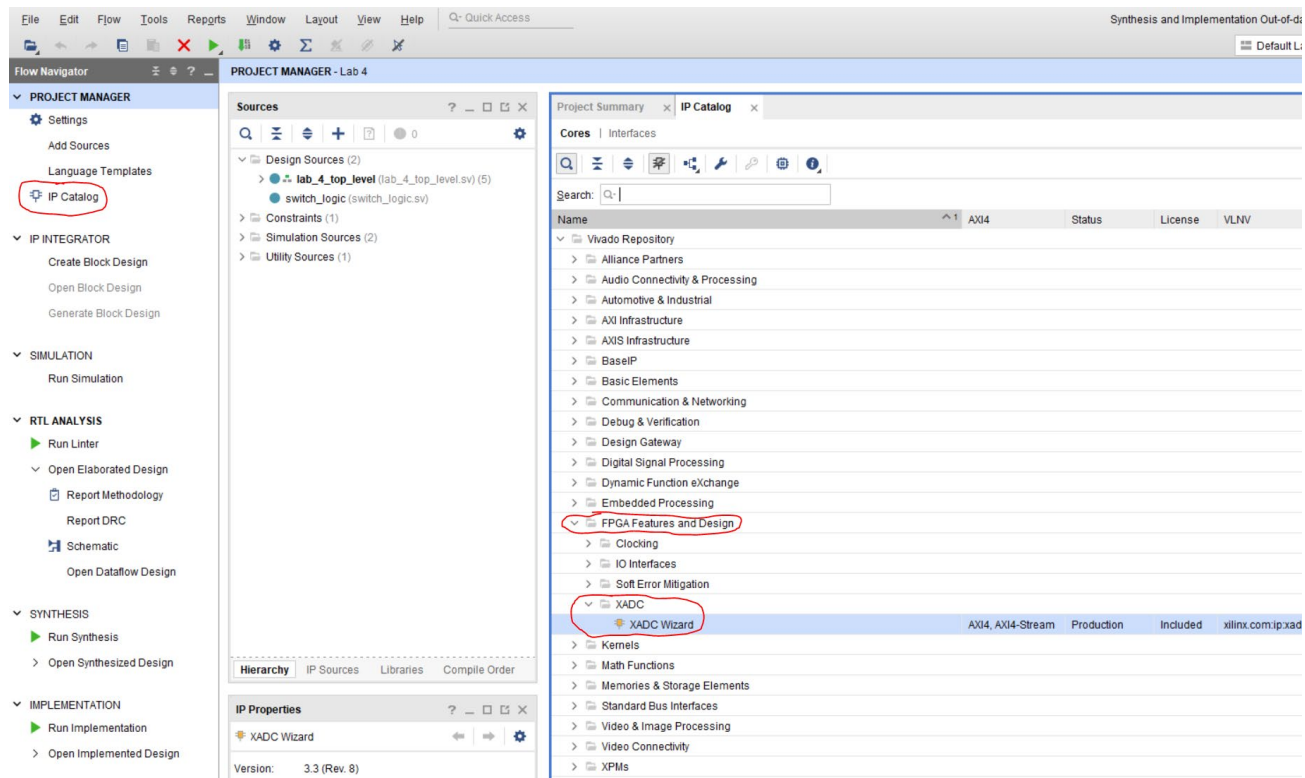 File Edit Flow Tools Reports Window Layout View Help Quick Access
Synthesis and Implementation Out-of-da
Default La
Flow Navigator
PROJECT MANAGER
Settings
Add Sources
Language Templates
IP Catalog
IP INTEGRATOR
Create Block Design
Open Block Design
Generate Block Design
SIMULATION
Run Simulation
RTL ANALYSIS
Run Linter
Open Elaborated Design
Report Methodology
Report DRC
Schematic
Open Dataflow Design
SYNTHESIS
Run Synthesis
Open Synthesized Design
IMPLEMENTATION
Run Implementation
Open Implemented Design
PROJECT MANAGER - Lab 4
Sources
0
Design Sources (2)
lab_4_top_level (lab_4_top_level.sv) (5)
switch_logic (switch_logic.sv)
Constraints (1)
Simulation Sources (2)
Utility Sources (1)
Hierarchy IP Sources Libraries Compile Order
IP Properties
XADC Wizard
Version: 3.3 (Rev. 8)
Project Summary IP Catalog
Cores | Interfaces
Search:
Name 1 AXI4 Status License VLNV
Vivado Repository
Alliance Partners
Audio Connectivity & Processing
Automotive & Industrial
AXI Infrastructure
AXIS Infrastructure
BaseIP
Basic Elements
Communication & Networking
Debug & Verification
Design Gateway
Digital Signal Processing
Dynamic Function eXchange
Embedded Processing
FPGA Features and Design
Clocking
IO Interfaces
Soft Error Mitigation
XADC
XADC Wizard AXI4, AXI4-Stream Production Included xilinx.com:ip:xad
Kernels
Math Functions
Memories & Storage Elements
Standard Bus Interfaces
Video & Image Processing
Video Connectivity
XPMs